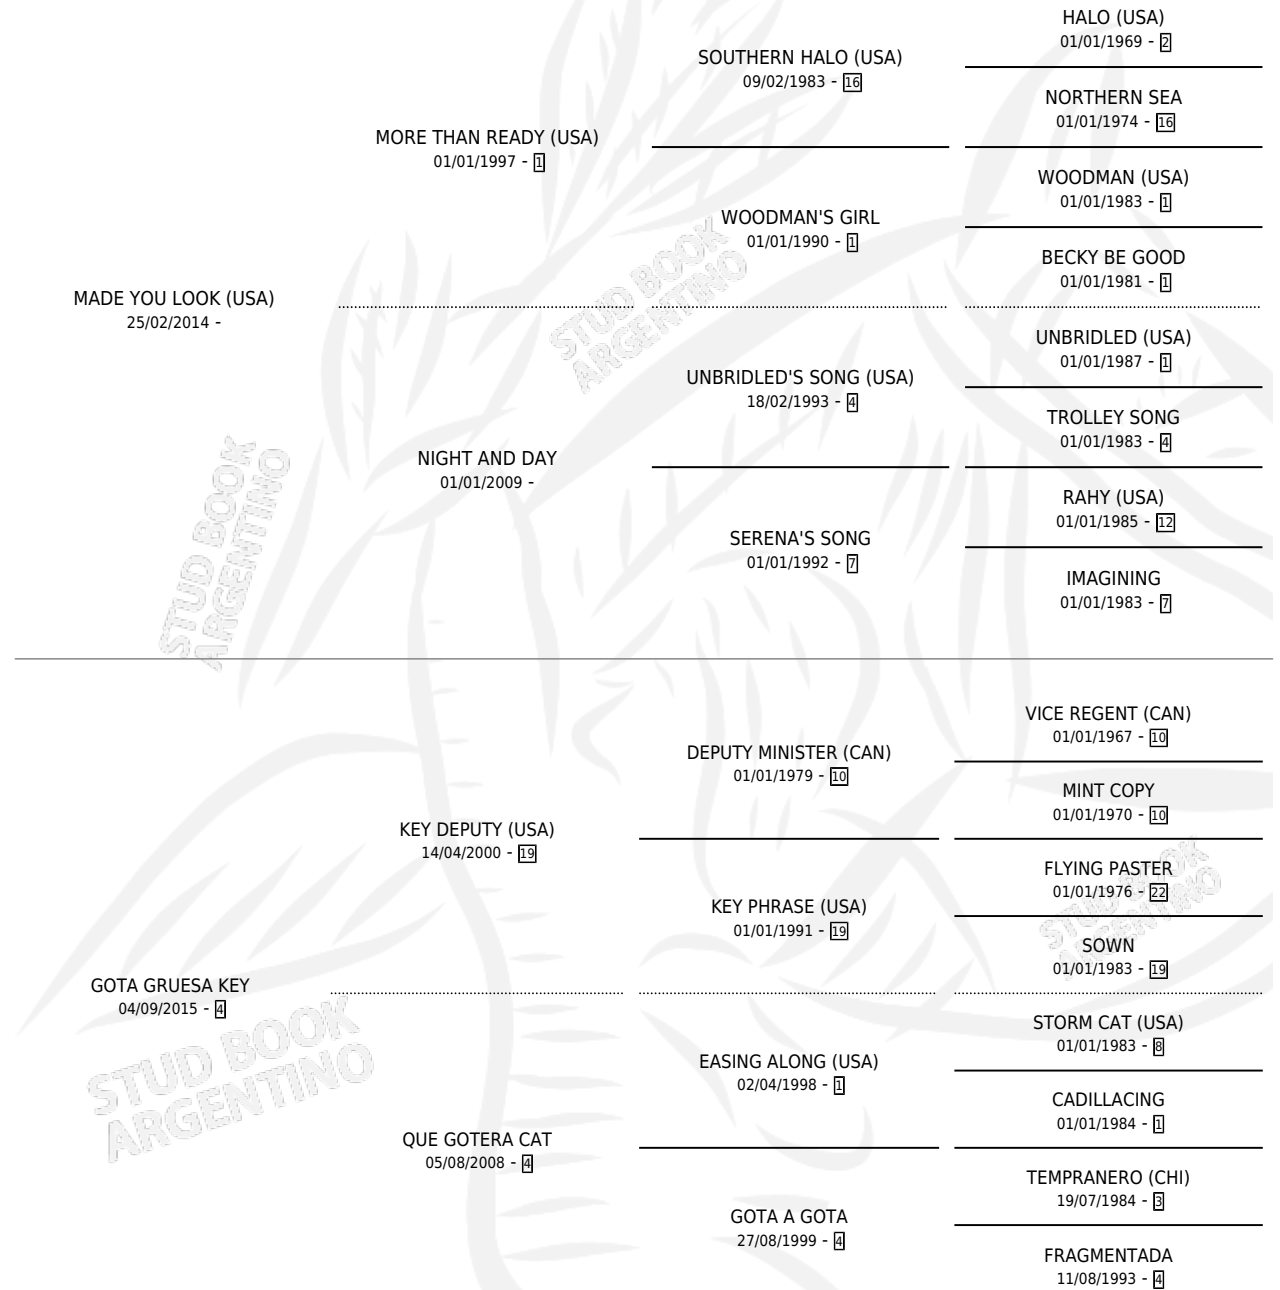 HALO (USA)
01/01/1969 - 2
SOUTHERN HALO (USA)
09/02/1983 - 16
NORTHERN SEA
01/01/1974 - 16
MORE THAN READY (USA)
01/01/1997 - 1
WOODMAN (USA)
01/01/1983 - 1
WOODMAN'S GIRL
01/01/1990 - 1
BECKY BE GOOD
01/01/1981 - 1
MADE YOU LOOK (USA)
25/02/2014 -
STUD BOOK
ARGENTINO
UNBRIDLED (USA)
01/01/1987 - 1
UNBRIDLED'S SONG (USA)
18/02/1993 - 4
TROLLEY SONG
01/01/1983 - 4
NIGHT AND DAY
01/01/2009 -
RAHY (USA)
01/01/1985 - 12
SERENA'S SONG
01/01/1992 - 7
IMAGINING
01/01/1983 - 7
STUD BOOK
ARGENTINO
VICE REGENT (CAN)
01/01/1967 - 10
DEPUTY MINISTER (CAN)
01/01/1979 - 10
MINT COPY
01/01/1970 - 10
KEY DEPUTY (USA)
14/04/2000 - 19
FLYING PASTER
01/01/1976 - 22
KEY PHRASE (USA)
01/01/1991 - 19
SOWN
01/01/1983 - 19
STUD BOOK
ARGENTINO
GOTA GRUESA KEY
04/09/2015 - 4
STUD BOOK
ARGENTINO
STORM CAT (USA)
01/01/1983 - 8
EASING ALONG (USA)
02/04/1998 - 1
CADILLACING
01/01/1984 - 1
QUE GOTERA CAT
05/08/2008 - 4
TEMPRANERO (CHI)
19/07/1984 - 3
GOTA A GOTA
27/08/1999 - 4
FRAGMENTADA
11/08/1993 - 4